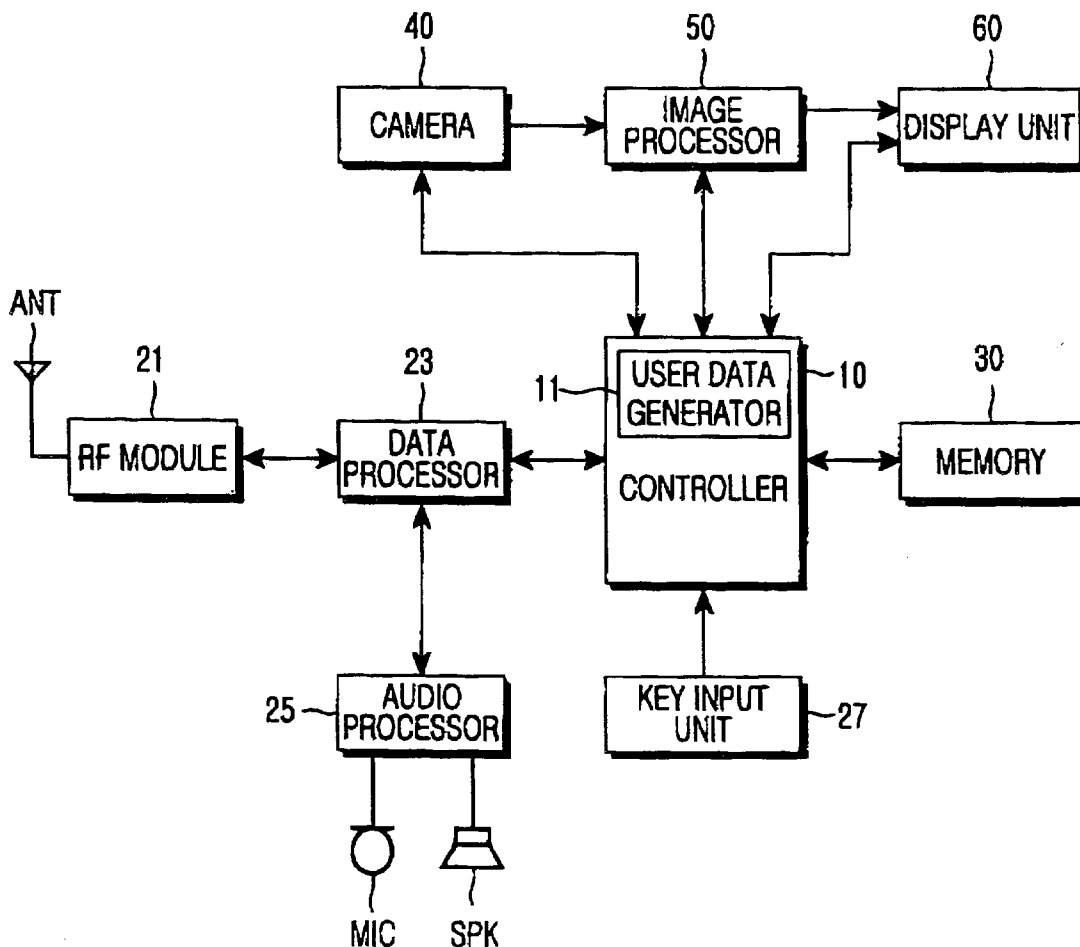 40
50
60
CAMERA
IMAGE
PROCESSOR
DISPLAY UNIT
ANT
21
23
11
USER DATA
GENERATOR
10
30
RF MODULE
DATA
PROCESSOR
CONTROLLER
MEMORY
25
AUDIO
PROCESSOR
KEY INPUT
UNIT
27
MIC
SPK